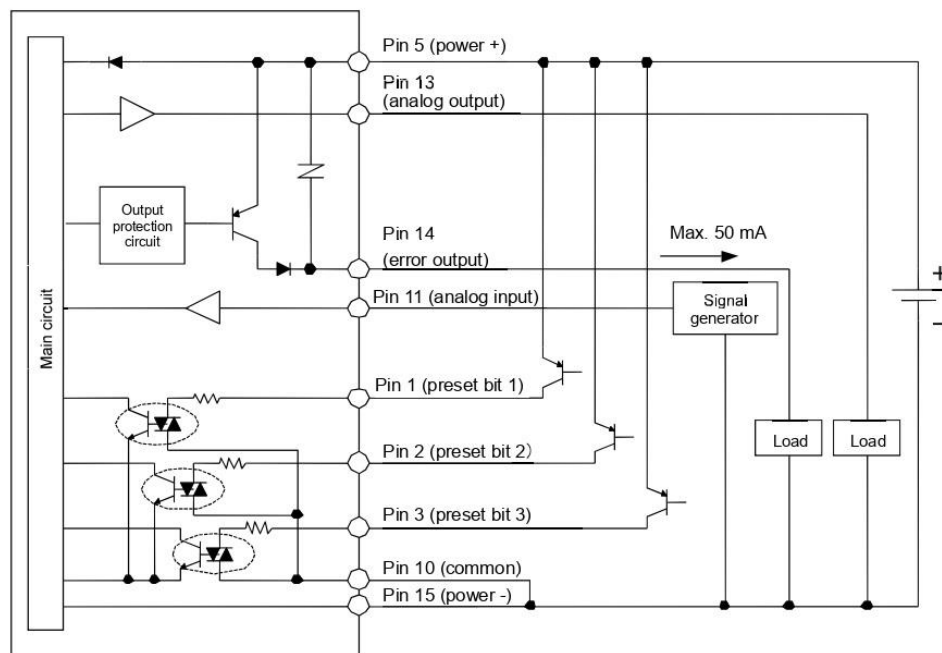 Pin 5 (power +)
Pin 13
(analog output)
Output
protection
circuit
Pin 14
(error output)
Max. 50 mA
+
-
Pin 11 (analog input)
Signal
generator
Main circuit
Pin 1 (preset bit 1)
Load
Load
Pin 2 (preset bit 2)
Pin 3 (preset bit 3)
Pin 10 (common)
Pin 15 (power -)